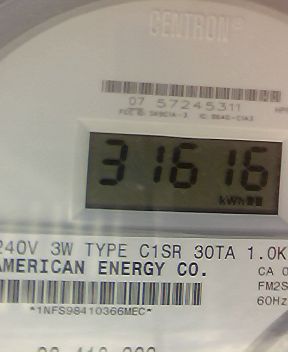 CENTRON®
07 57245311
31616
kWh
240V 3W TYPE C1SR 30TA 1.0K
AMERICAN ENERGY CO.
CA 0
FM2S
60Hz
*1NFS98410366MEC*